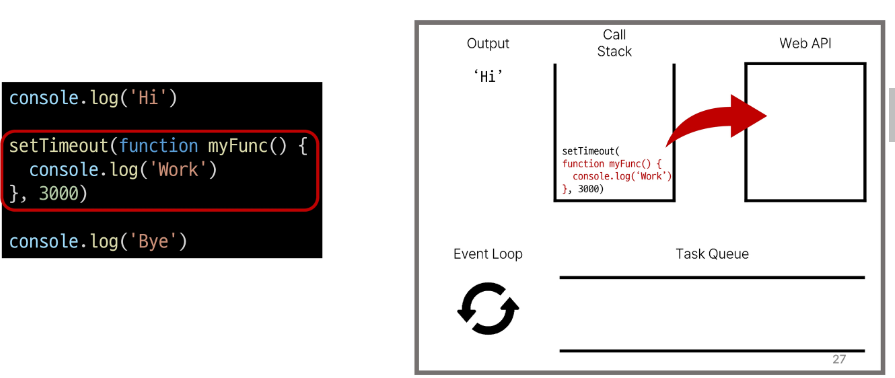 console.log('Hi')
setTimeout(function myFunc() {
  console.log('Work')
}, 3000)
console.log('Bye')
Output
Call
Stack
Web API
‘Hi’
setTimeout(
function myFunc() {
  console.log(‘Work’)
}, 3000)
Event Loop
Task Queue
27